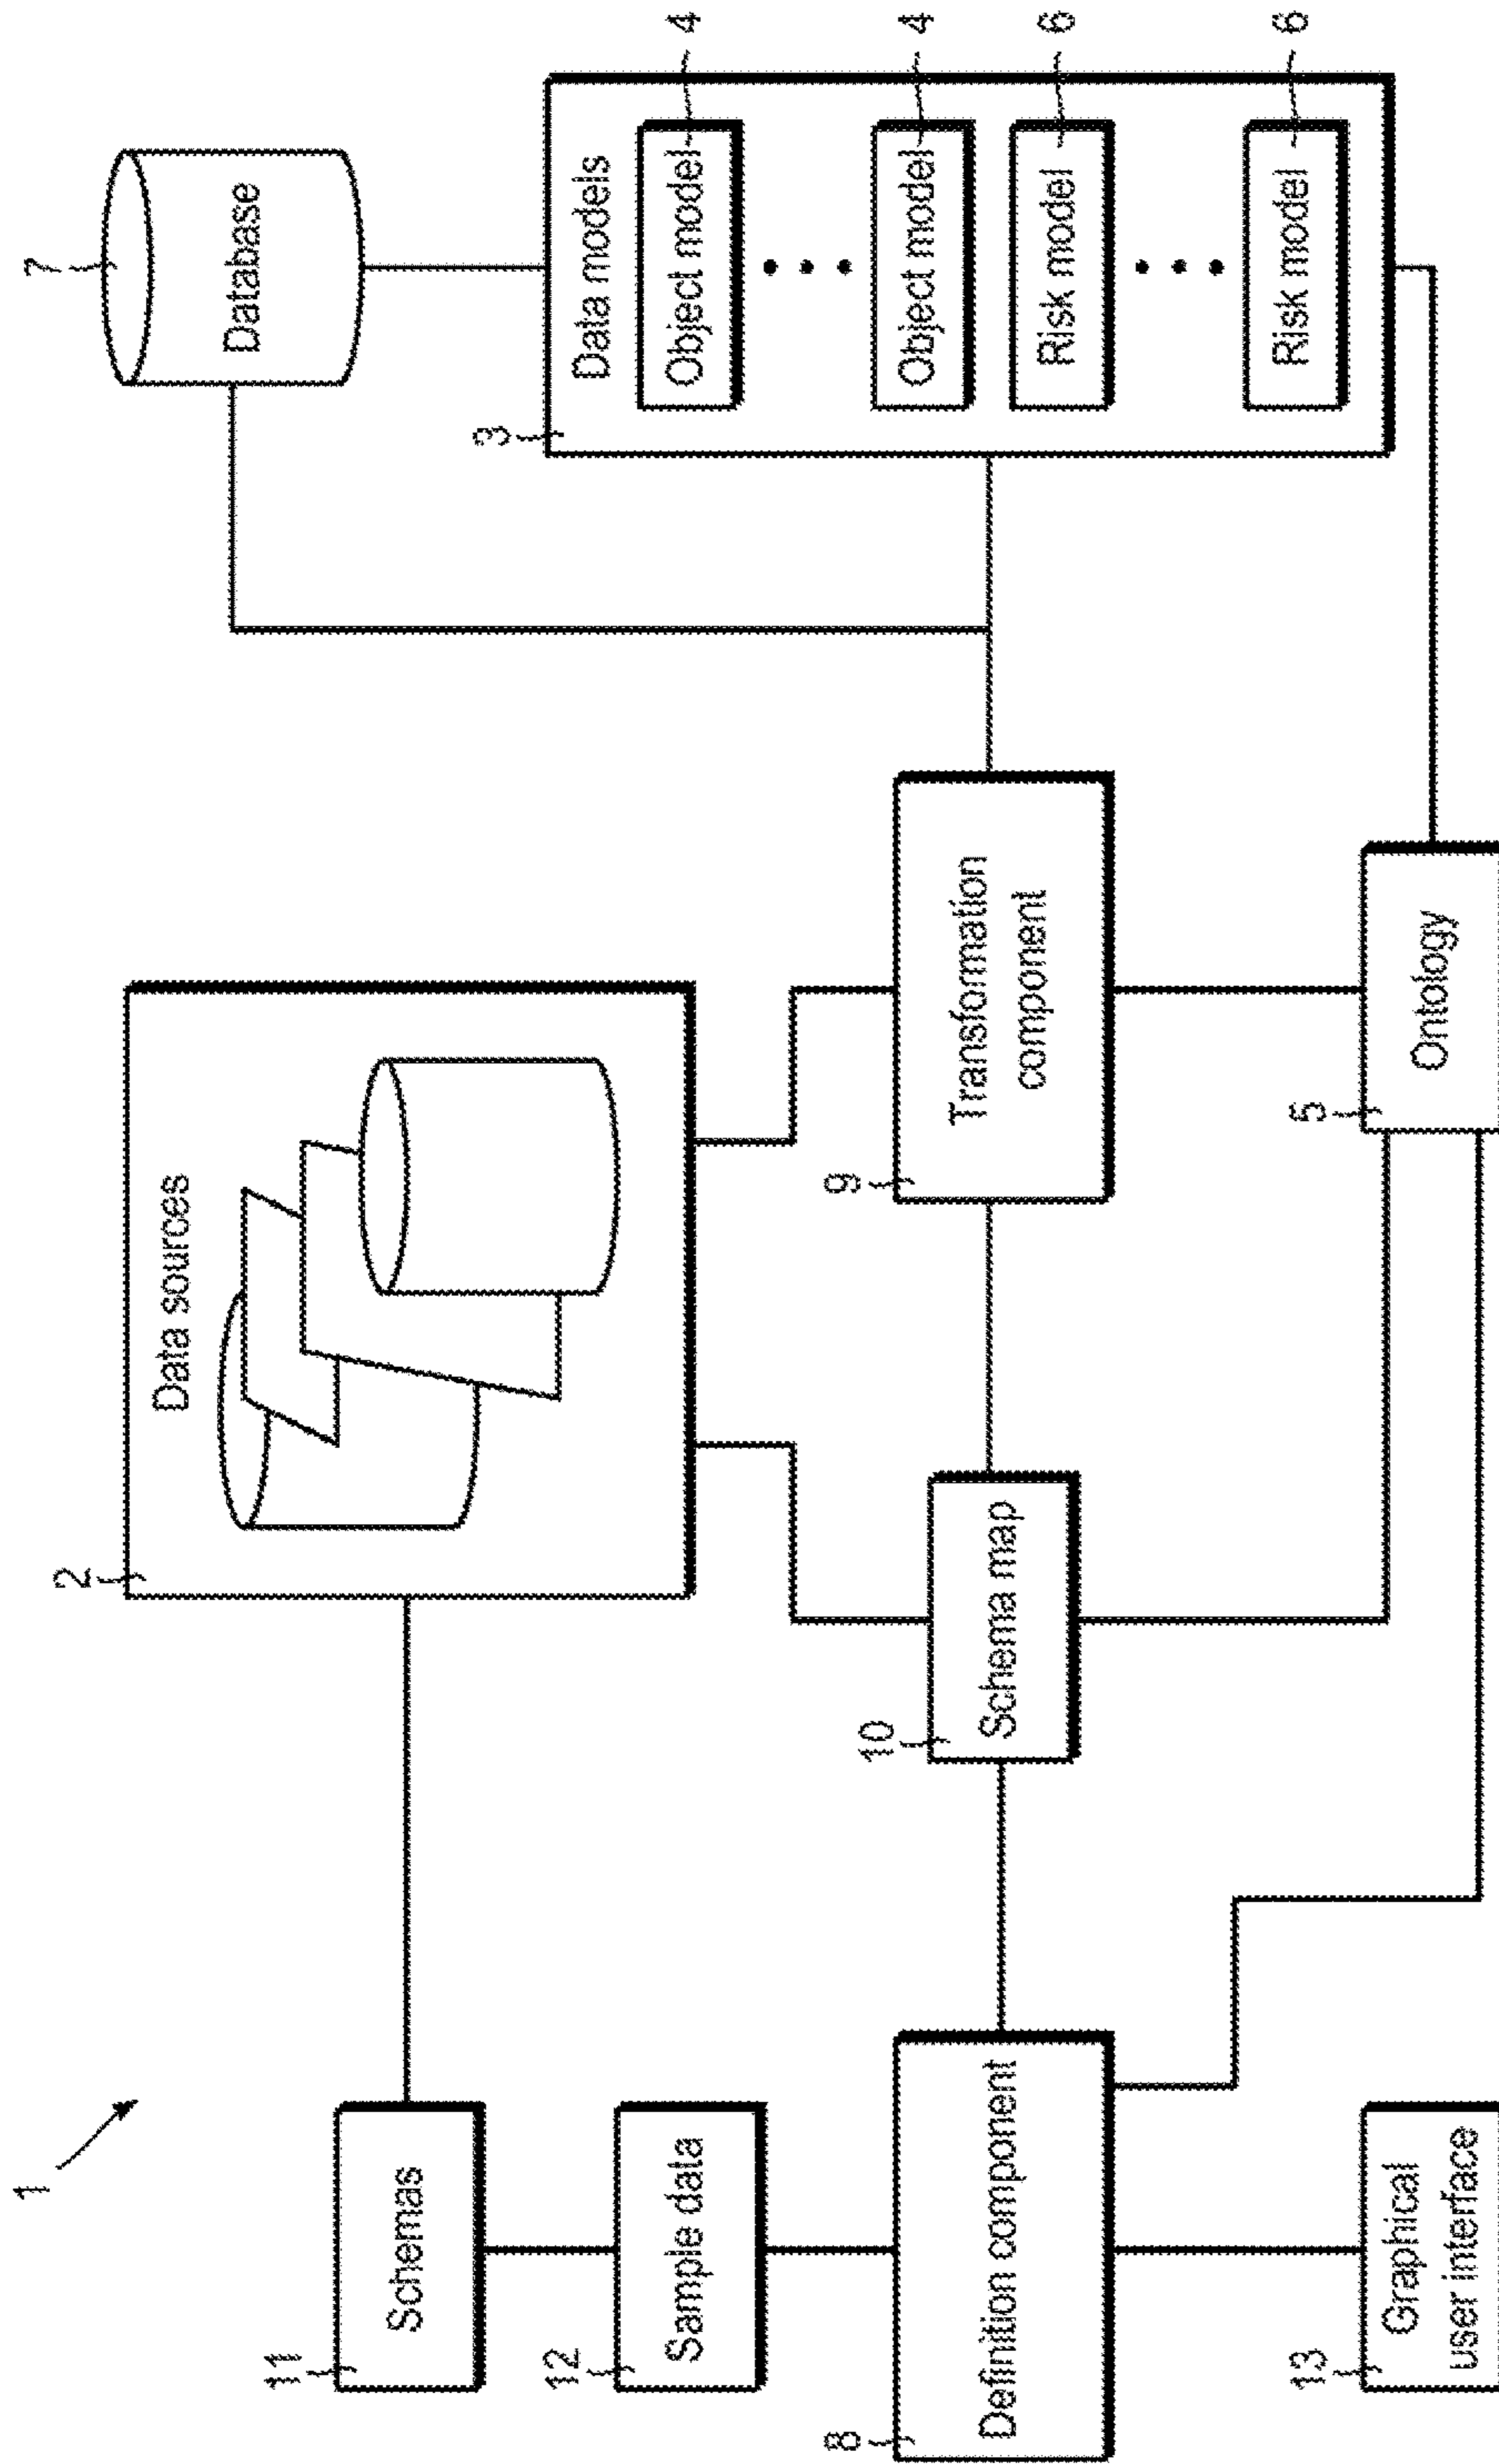 1
11
Schemas
12
Sample data
8
Definition component
13
Graphical
user interface
2
Data sources
10
Schema map
9
Transformation
component
5
Ontology
7
Database
3
Data models
Object model
4
Object model
4
Risk model
6
Risk model
6